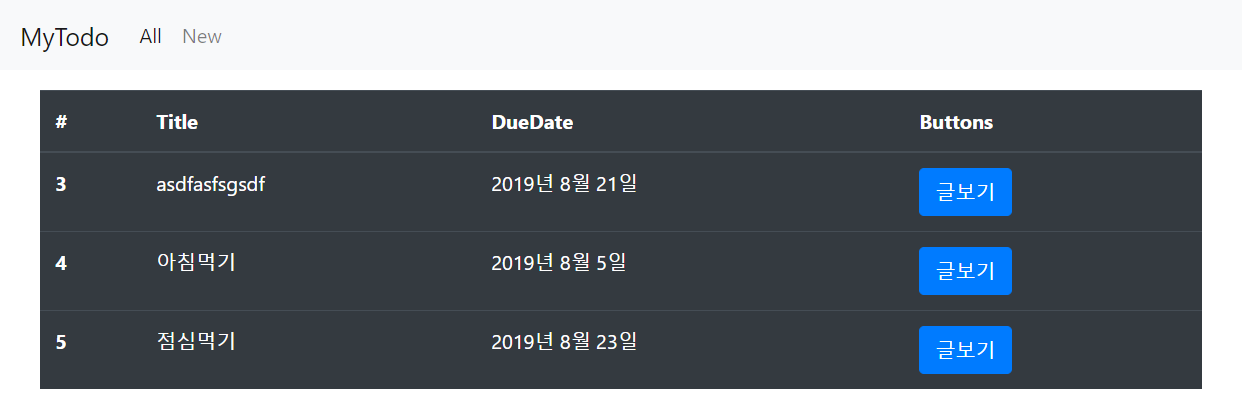 MyTodo All New
# Title DueDate Buttons
3 asdfasfsgsdf 2019년 8월 21일 글보기
4 아침먹기 2019년 8월 5일 글보기
5 점심먹기 2019년 8월 23일 글보기